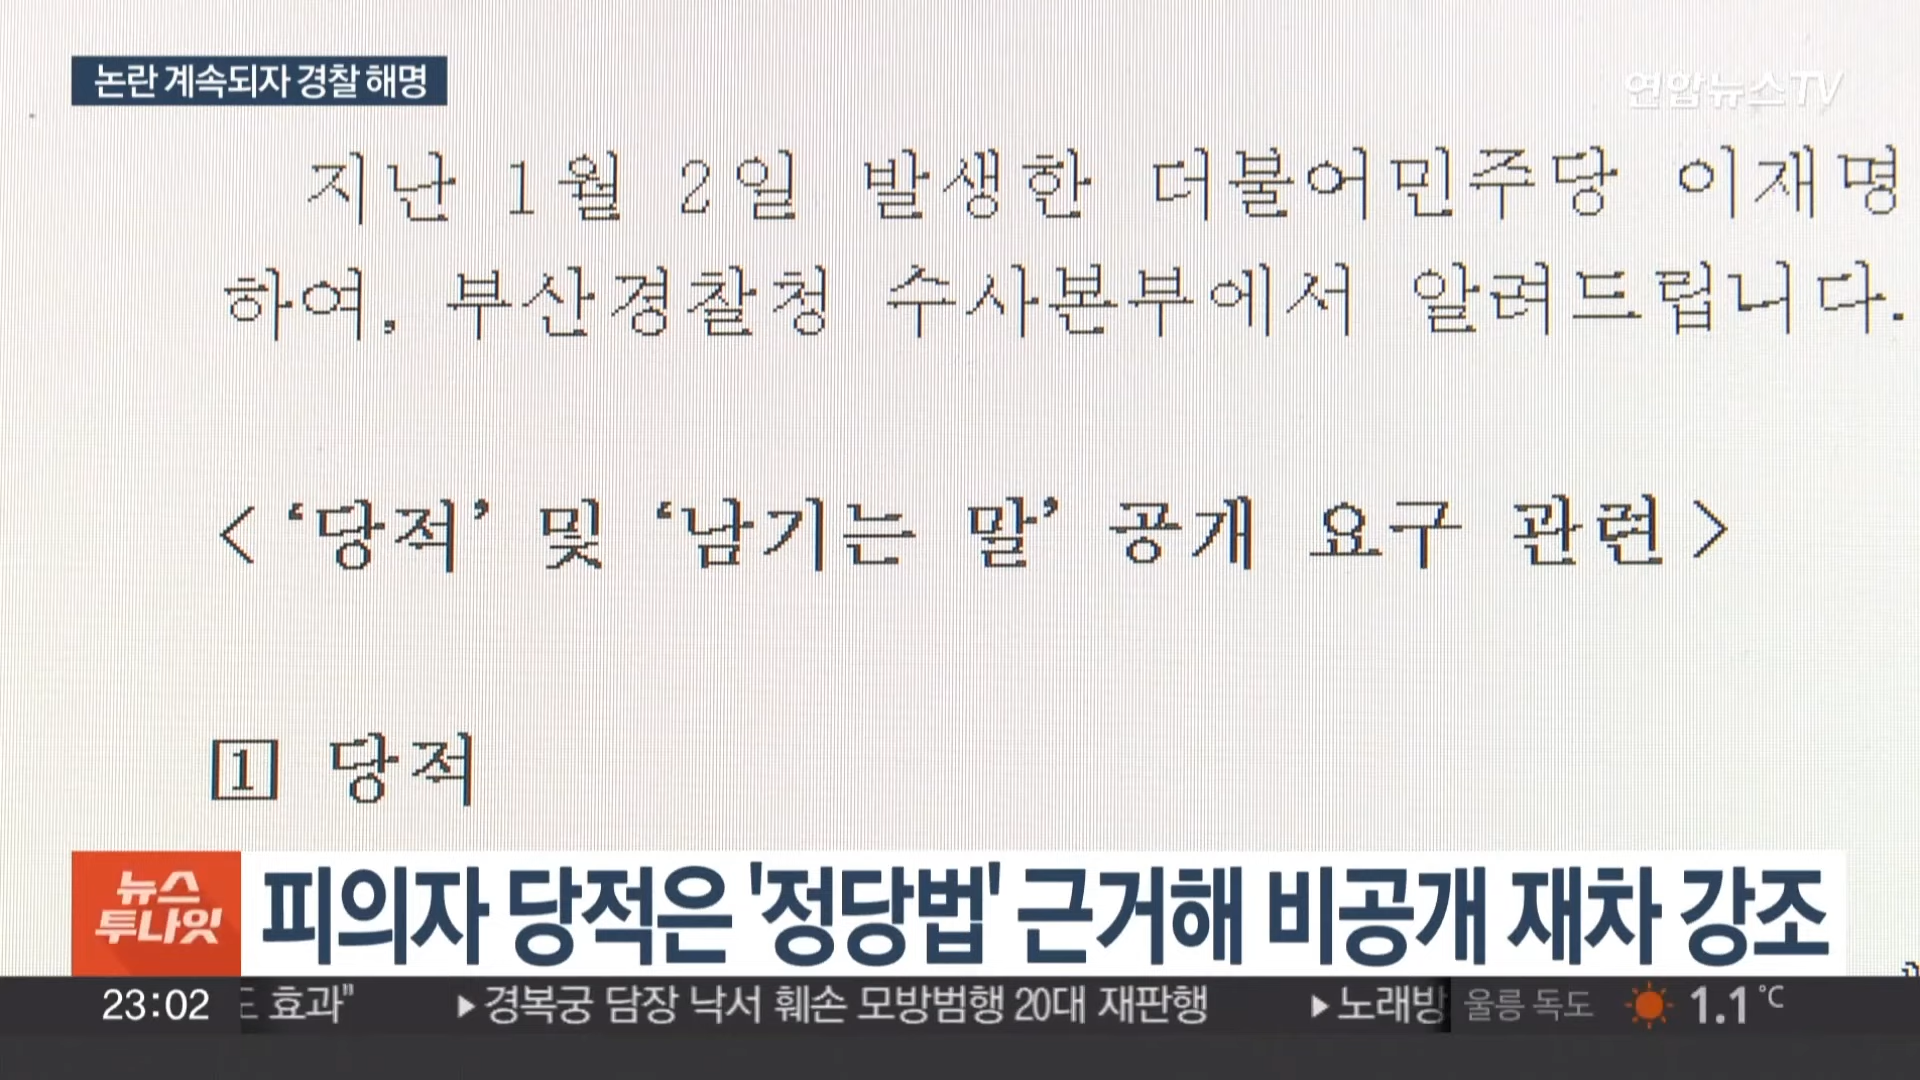 논란 계속되자 경찰 해명
연합뉴스TV
지난 1월 2일 발생한 더불어민주당 이재명
하여, 부산경찰청 수사본부에서 알려드립니다.
< ‘당적’ 및 ‘남기는 말’ 공개 요구 관련 >
1 당적
뉴스
투나잇
피의자 당적은 '정당법' 근거해 비공개 재차 강조
23:02 효과" ▶경복궁 담장 낙서 훼손 모방범행 20대 재판행 ▶노래방 울릉 독도 1.1℃